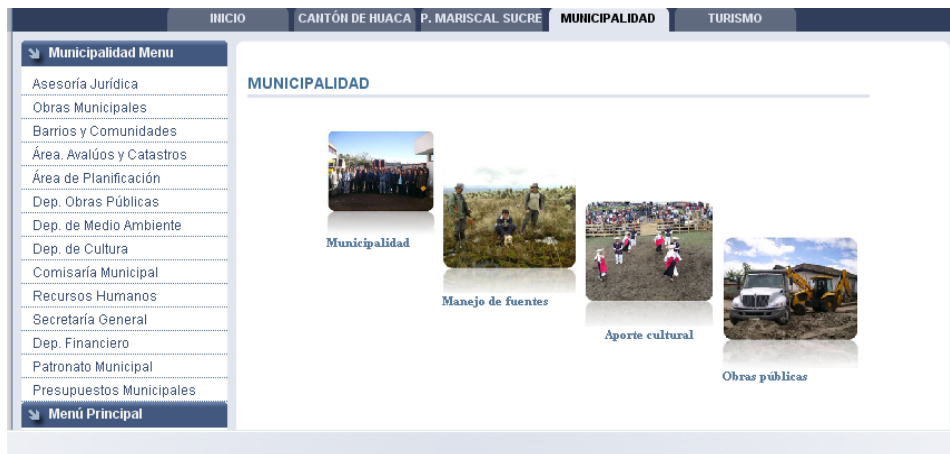 INICIO
CANTÓN DE HUACA
P. MARISCAL SUCRE
MUNICIPALIDAD
TURISMO
Municipalidad Menu
Asesoría Jurídica
Obras Municipales
Barrios y Comunidades
Área. Avalúos y Catastros
Área de Planificación
Dep. Obras Públicas
Dep. de Medio Ambiente
Dep. de Cultura
Comisaría Municipal
Recursos Humanos
Secretaría General
Dep. Financiero
Patronato Municipal
Presupuestos Municipales
Menú Principal
MUNICIPALIDAD
Municipalidad
Manejo de fuentes
Aporte cultural
Obras públicas